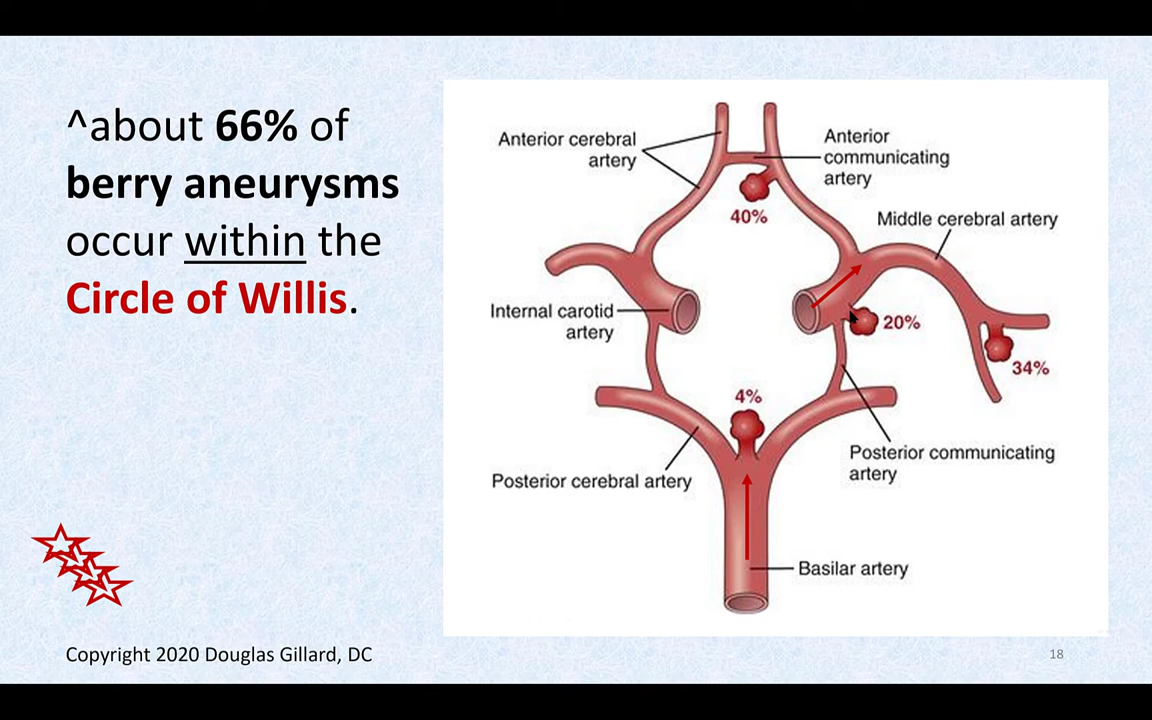 ^about 66% of
berry aneurysms
occur within the
Circle of Willis.
Anterior cerebral
artery
Anterior
communicating
artery
40%
Middle cerebral artery
Internal carotid
artery
20%
34%
4%
Posterior communicating
artery
Posterior cerebral artery
Basilar artery
Copyright 2020 Douglas Gillard, DC
18